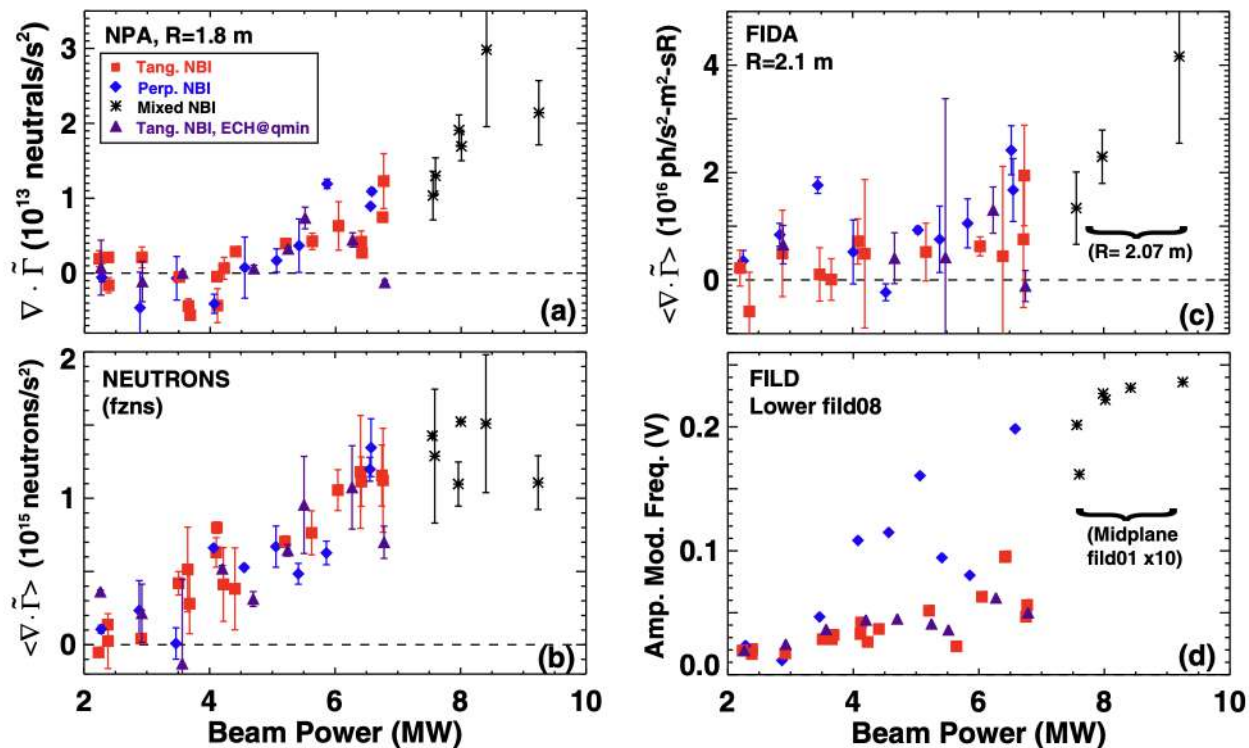 NPA, R=1.8 m
Tang. NBI
Perp. NBI
Mixed NBI
Tang. NBI, ECH@qmin
∇ · Γ̃ (10¹³ neutrals/s²)
3
2
1
0
(a)
NEUTRONS
(fzns)
<∇ · Γ̃> (10¹⁵ neutrons/s²)
2
1
0
(b)
2 4 6 8 10
Beam Power (MW)
FIDA
R=2.1 m
<∇ · Γ̃> (10¹⁶ ph/s²-m²-sR)
4
2
0
(R= 2.07 m)
(c)
FILD
Lower fild08
Amp. Mod. Freq. (V)
0.2
0.1
0.0
(Midplane
fild01 x10)
(d)
2 4 6 8 10
Beam Power (MW)